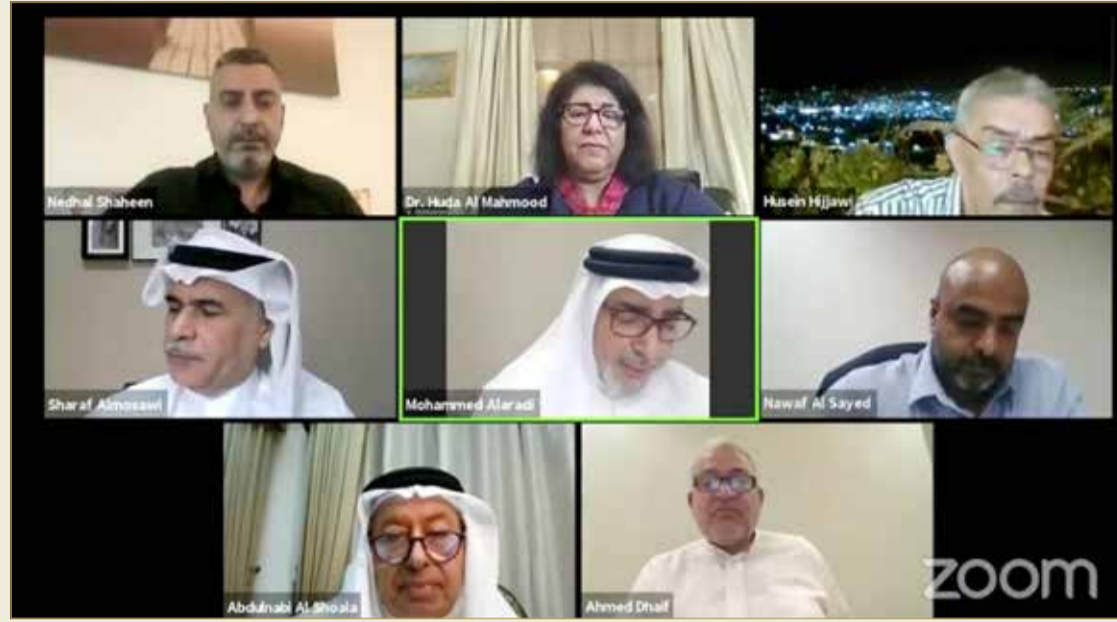 Nedhal Shaheen
Dr. Huda Al Mahmood
Husein Hijjawi
Sharaf Almosawi
Mohammed Alaradi
Nawaf Al Sayed
Abdulnabi Al Shoala
Ahmed Dhaif
zoom